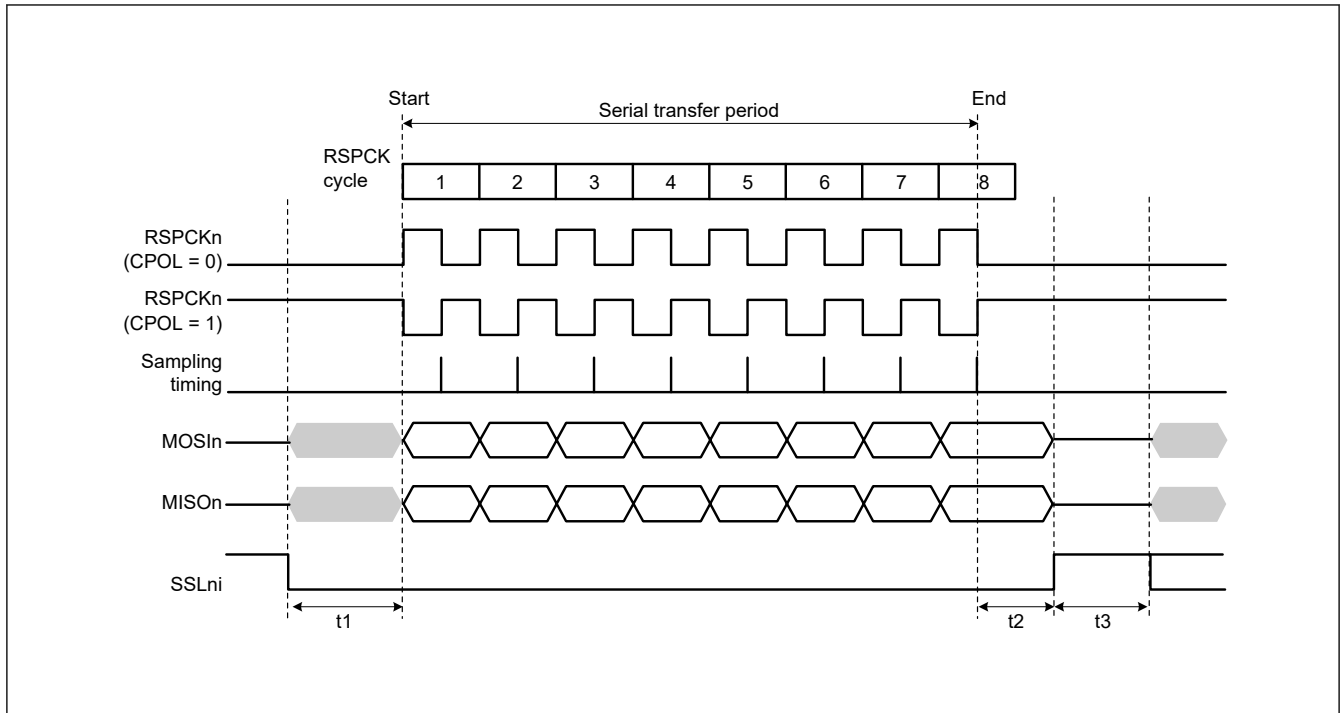 Start
End
Serial transfer period
RSPCK
cycle
1 2 3 4 5 6 7 8
RSPCKn
(CPOL = 0)
RSPCKn
(CPOL = 1)
Sampling
timing
MOSIn
MISOn
SSLni
t1
t2
t3